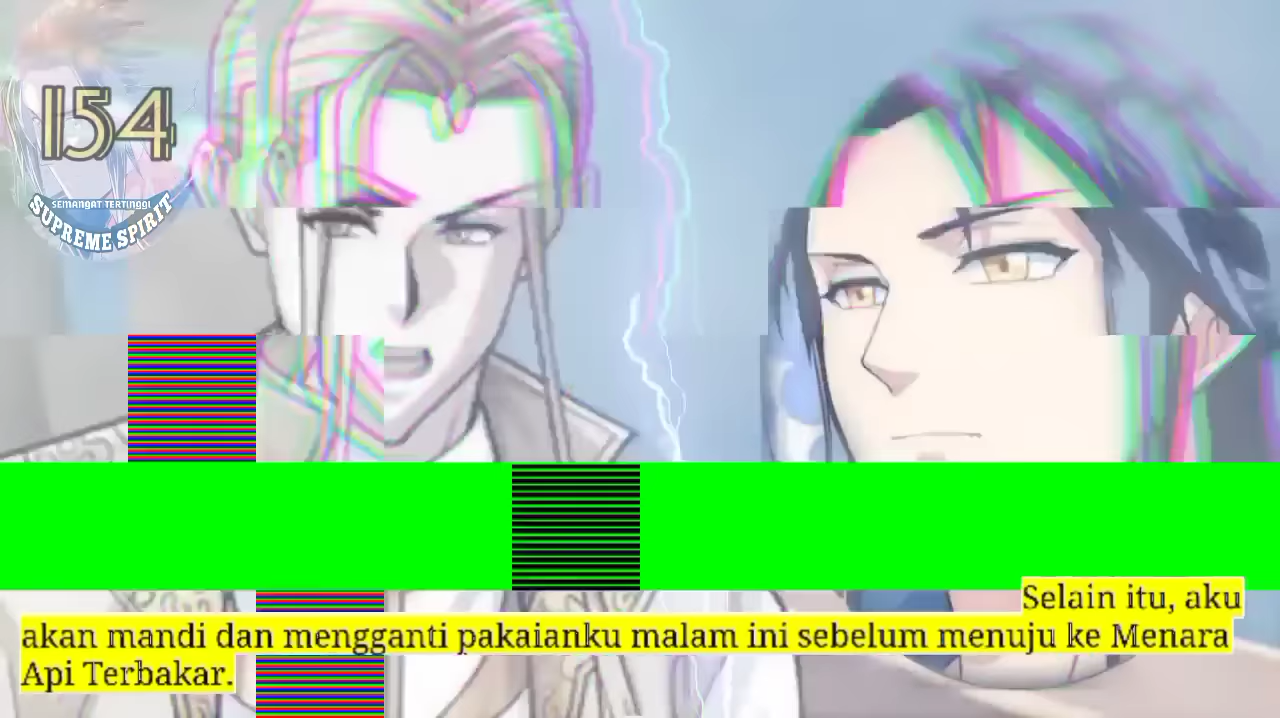 154
SEMANGAT TERTINGGI
SUPREME SPIRIT
Selain itu, aku
akan mandi dan mengganti pakaianku malam ini sebelum menuju ke Menara
Api Terbakar.